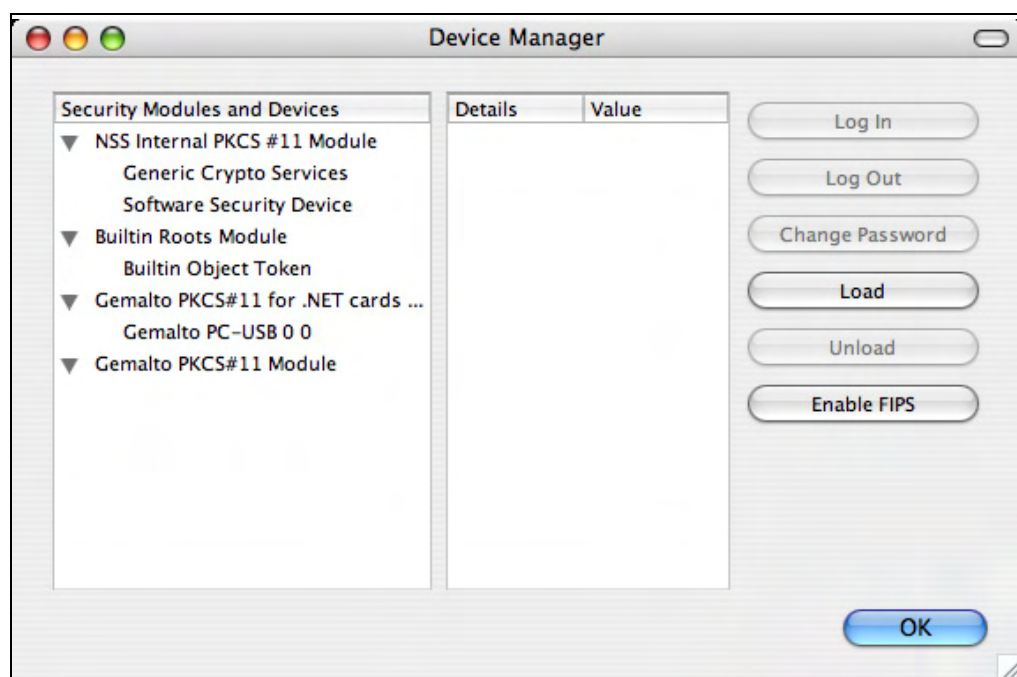 Device Manager
Security Modules and Devices
NSS Internal PKCS #11 Module
Generic Crypto Services
Software Security Device
Builtin Roots Module
Builtin Object Token
Gemalto PKCS#11 for .NET cards ...
Gemalto PC-USB 0 0
Gemalto PKCS#11 Module
Details Value
Log In
Log Out
Change Password
Load
Unload
Enable FIPS
OK